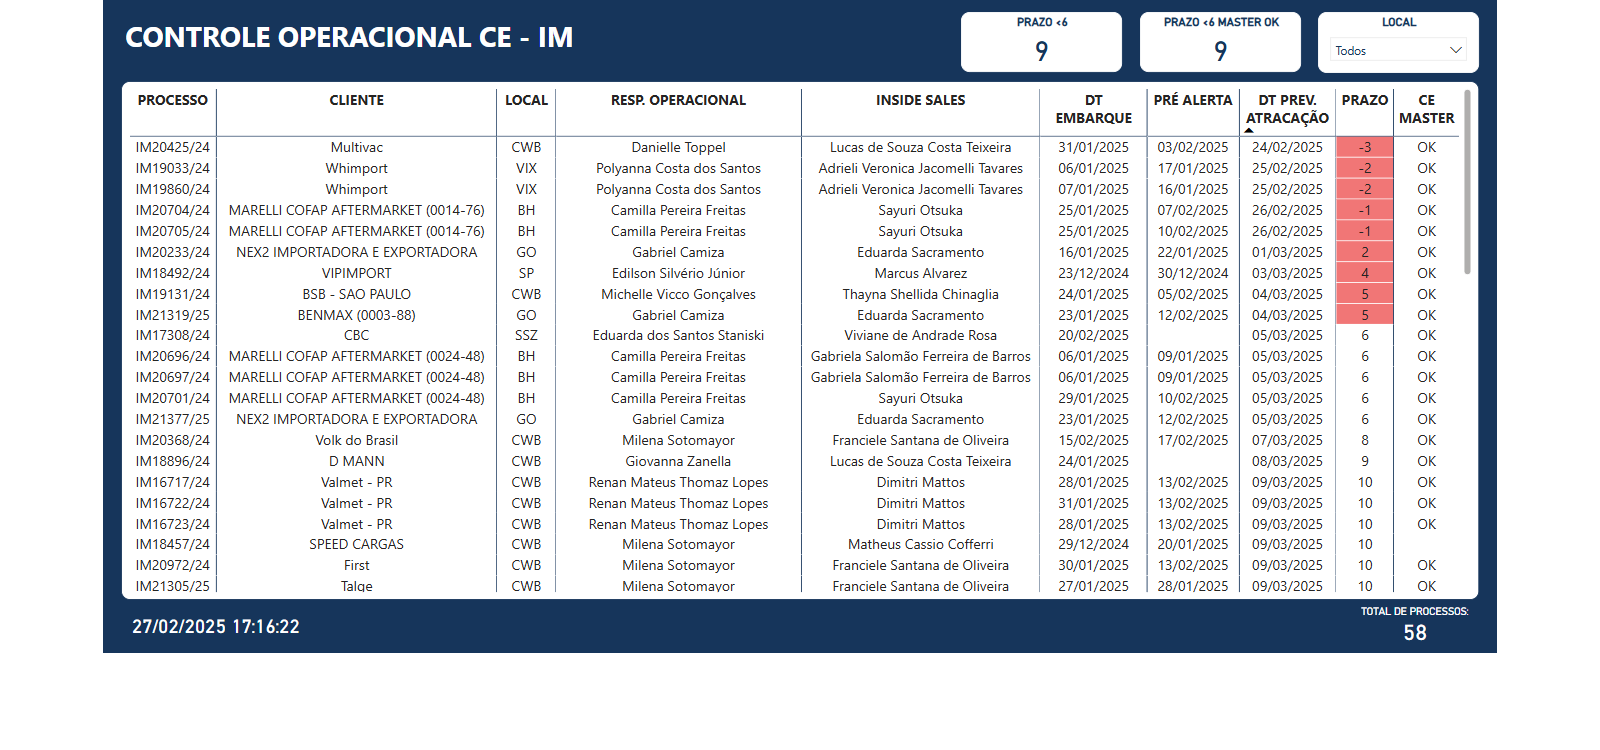 CONTROLE OPERACIONAL CE - IM
PRAZO <6
9
PRAZO <6 MASTER OK
9
LOCAL
Todos
PROCESSO CLIENTE LOCAL RESP. OPERACIONAL INSIDE SALES DT EMBARQUE PRÉ ALERTA DT PREV. ATRACAÇÃO PRAZO CE MASTER
IM20425/24 Multivac CWB Danielle Toppel Lucas de Souza Costa Teixeira 31/01/2025 03/02/2025 24/02/2025 -3 OK
IM19033/24 Whimport VIX Polyanna Costa dos Santos Adrieli Veronica Jacomelli Tavares 06/01/2025 17/01/2025 25/02/2025 -2 OK
IM19860/24 Whimport VIX Polyanna Costa dos Santos Adrieli Veronica Jacomelli Tavares 07/01/2025 16/01/2025 25/02/2025 -2 OK
IM20704/24 MARELLI COFAP AFTERMARKET (0014-76) BH Camilla Pereira Freitas Sayuri Otsuka 25/01/2025 07/02/2025 26/02/2025 -1 OK
IM20705/24 MARELLI COFAP AFTERMARKET (0014-76) BH Camilla Pereira Freitas Sayuri Otsuka 25/01/2025 10/02/2025 26/02/2025 -1 OK
IM20233/24 NEX2 IMPORTADORA E EXPORTADORA GO Gabriel Camiza Eduarda Sacramento 16/01/2025 22/01/2025 01/03/2025 2 OK
IM18492/24 VIPIMPORT SP Edilson Silvério Júnior Marcus Alvarez 23/12/2024 30/12/2024 03/03/2025 4 OK
IM19131/24 BSB - SAO PAULO CWB Michelle Vicco Gonçalves Thayna Shellida Chinaglia 24/01/2025 05/02/2025 04/03/2025 5 OK
IM21319/25 BENMAX (0003-88) GO Gabriel Camiza Eduarda Sacramento 23/01/2025 12/02/2025 04/03/2025 5 OK
IM17308/24 CBC SSZ Eduarda dos Santos Staniski Viviane de Andrade Rosa 20/02/2025 05/03/2025 6 OK
IM20696/24 MARELLI COFAP AFTERMARKET (0024-48) BH Camilla Pereira Freitas Gabriela Salomão Ferreira de Barros 06/01/2025 09/01/2025 05/03/2025 6 OK
IM20697/24 MARELLI COFAP AFTERMARKET (0024-48) BH Camilla Pereira Freitas Gabriela Salomão Ferreira de Barros 06/01/2025 09/01/2025 05/03/2025 6 OK
IM20701/24 MARELLI COFAP AFTERMARKET (0024-48) BH Camilla Pereira Freitas Sayuri Otsuka 29/01/2025 10/02/2025 05/03/2025 6 OK
IM21377/25 NEX2 IMPORTADORA E EXPORTADORA GO Gabriel Camiza Eduarda Sacramento 23/01/2025 12/02/2025 05/03/2025 6 OK
IM20368/24 Volk do Brasil CWB Milena Sotomayor Franciele Santana de Oliveira 15/02/2025 17/02/2025 07/03/2025 8 OK
IM18896/24 D MANN CWB Giovanna Zanella Lucas de Souza Costa Teixeira 24/01/2025 08/03/2025 9 OK
IM16717/24 Valmet - PR CWB Renan Mateus Thomaz Lopes Dimitri Mattos 28/01/2025 13/02/2025 09/03/2025 10 OK
IM16722/24 Valmet - PR CWB Renan Mateus Thomaz Lopes Dimitri Mattos 31/01/2025 13/02/2025 09/03/2025 10 OK
IM16723/24 Valmet - PR CWB Renan Mateus Thomaz Lopes Dimitri Mattos 28/01/2025 13/02/2025 09/03/2025 10 OK
IM18457/24 SPEED CARGAS CWB Milena Sotomayor Matheus Cassio Cofferri 29/12/2024 20/01/2025 09/03/2025 10
IM20972/24 First CWB Milena Sotomayor Franciele Santana de Oliveira 30/01/2025 13/02/2025 09/03/2025 10 OK
IM21305/25 Talge CWB Milena Sotomayor Franciele Santana de Oliveira 27/01/2025 28/01/2025 09/03/2025 10 OK
27/02/2025 17:16:22
TOTAL DE PROCESSOS:
58